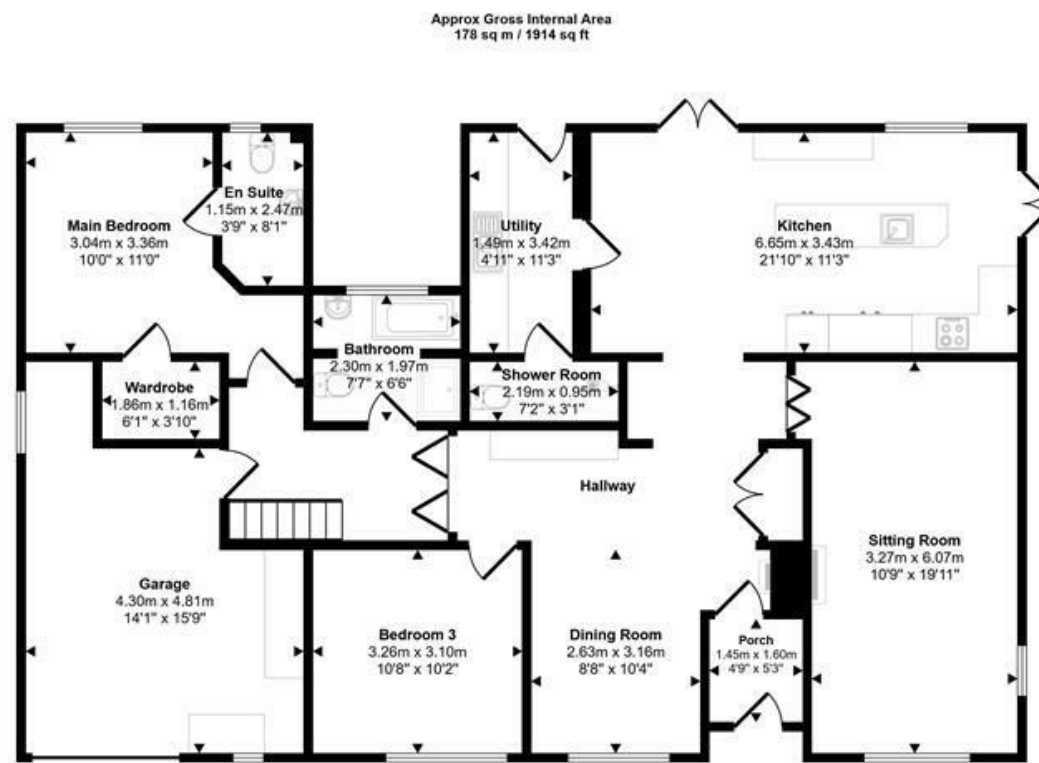 Approx Gross Internal Area
178 sq m / 1914 sq ft
Main Bedroom
3.04m x 3.36m
10'0" x 11'0"
En Suite
1.15m x 2.47m
3'9" x 8'1"
Utility
1.49m x 3.42m
4'11" x 11'3"
Kitchen
6.65m x 3.43m
21'10" x 11'3"
Bathroom
2.30m x 1.97m
7'7" x 6'6"
Wardrobe
1.86m x 1.16m
6'1" x 3'10"
Shower Room
2.19m x 0.95m
7'2" x 3'1"
Hallway
Sitting Room
3.27m x 6.07m
10'9" x 19'11"
Garage
4.30m x 4.81m
14'1" x 15'9"
Bedroom 3
3.26m x 3.10m
10'8" x 10'2"
Dining Room
2.63m x 3.16m
8'8" x 10'4"
Porch
1.45m x 1.60m
4'9" x 5'3"